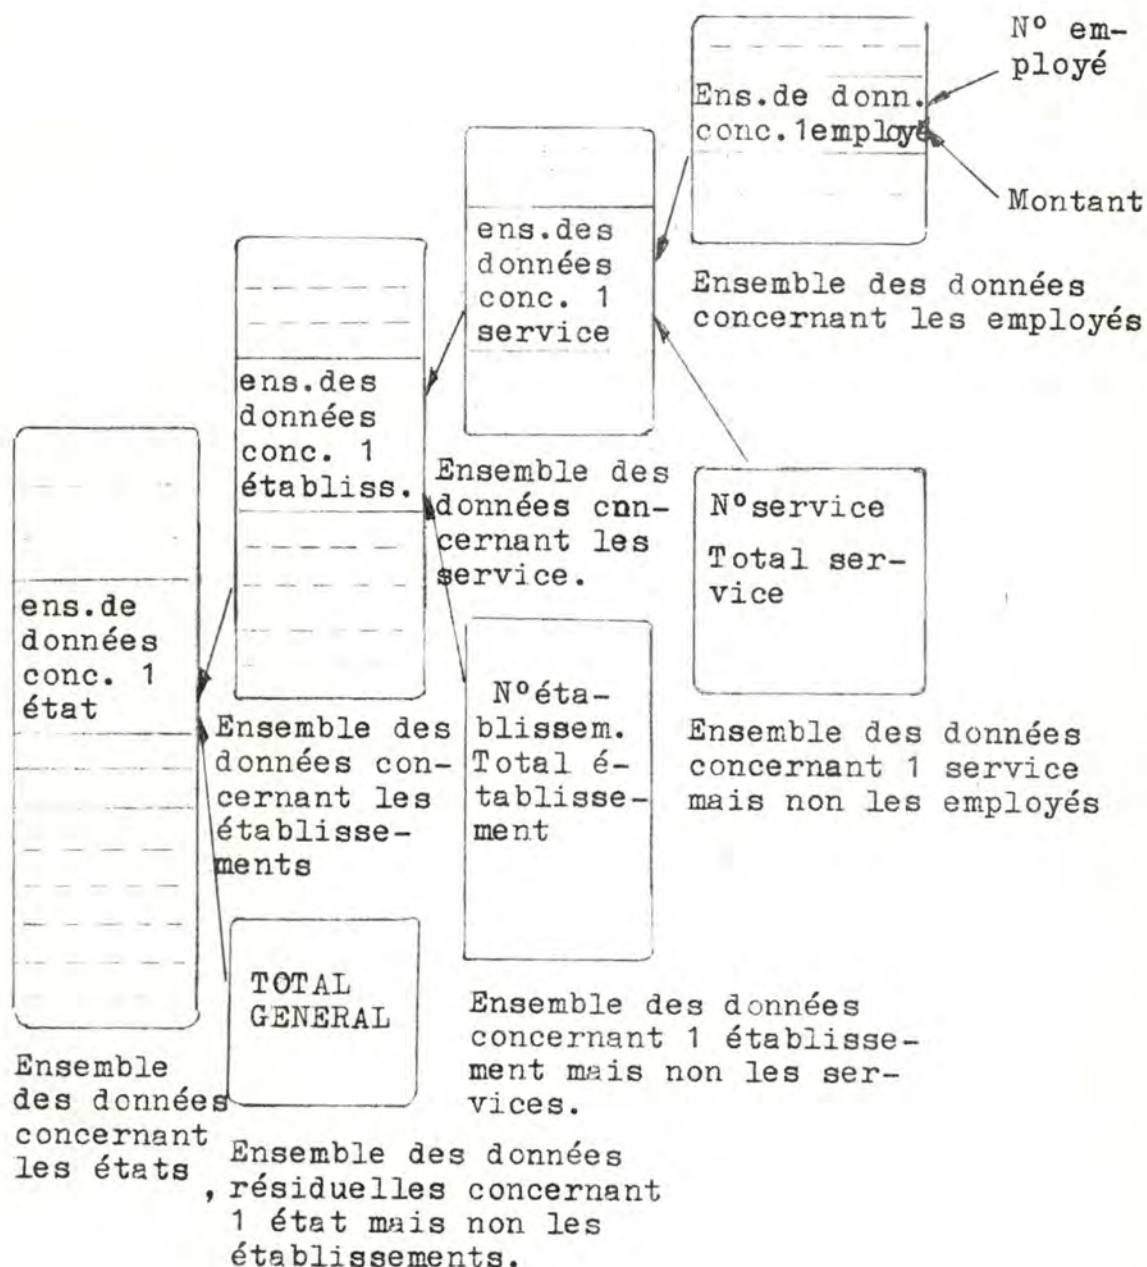 N° em-
ployé
Ens.de donn.
conc.1employé
Montant
Ensemble des données
concernant les employés
ens.des
données
conc. 1
service
Ensemble des
données cnn-
cernant les
service.
N°service
Total ser-
vice
Ensemble des données
concernant 1 service
mais non les employés
ens.des
données
conc. 1
établiss.
Ensemble des
données con-
cernant les
établisse-
ments
N°éta-
blissem.
Total é-
tablisse-
ment
Ensemble des données
concernant 1 établisse-
ment mais non les ser-
vices.
ens.de
données
conc. 1
état
Ensemble
des données
concernant
les états
TOTAL
GENERAL
Ensemble des données
, résiduelles concernant
1 état mais non les
établissements.